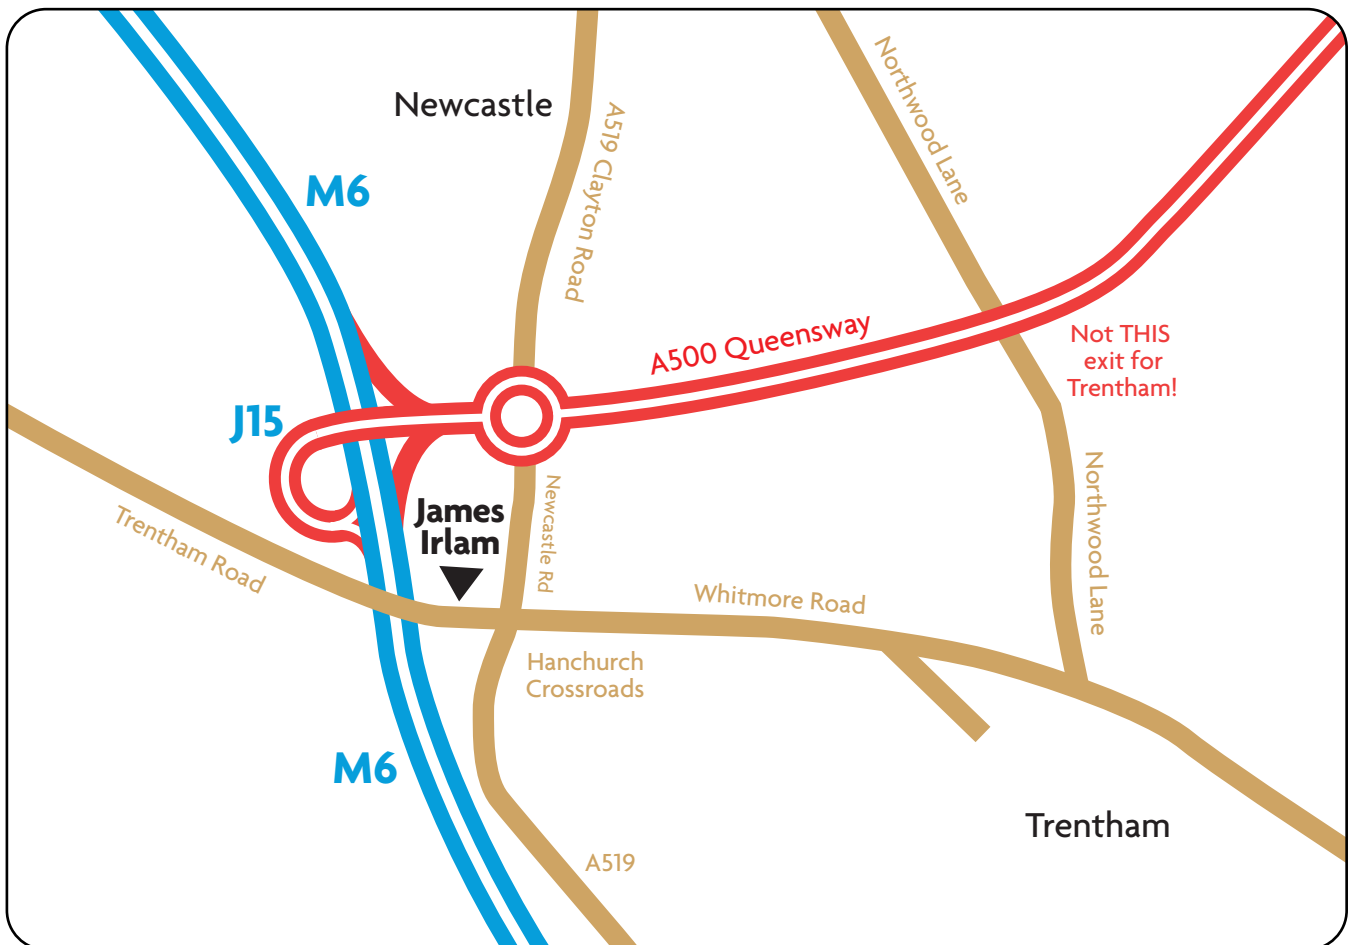 Newcastle
A519 Clayton Road
Northwood Lane
M6
A500 Queensway
Not THIS
exit for
Trentham!
J15
Trentham Road
James
Irlam
Newcastle Rd
Northwood Lane
Whitmore Road
Hanchurch
Crossroads
M6
Trentham
A519